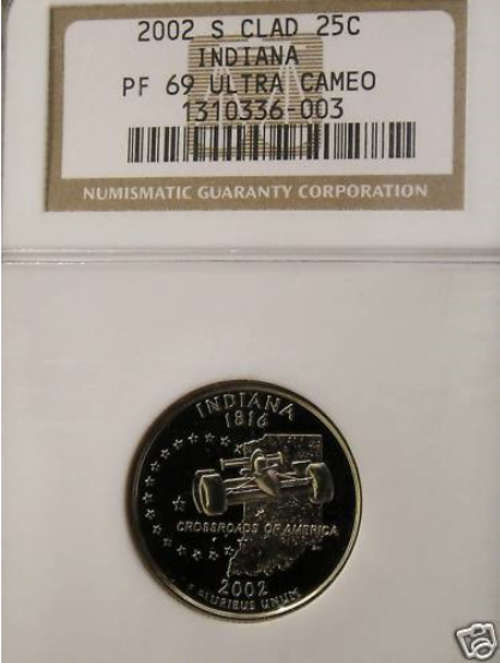 2002 S CLAD 25C
INDIANA
PF 69 ULTRA CAMEO
1310336-003
NUMISMATIC GUARANTY CORPORATION
INDIANA
1816
CROSSROADS OF AMERICA
2002
E PLURIBUS UNUM